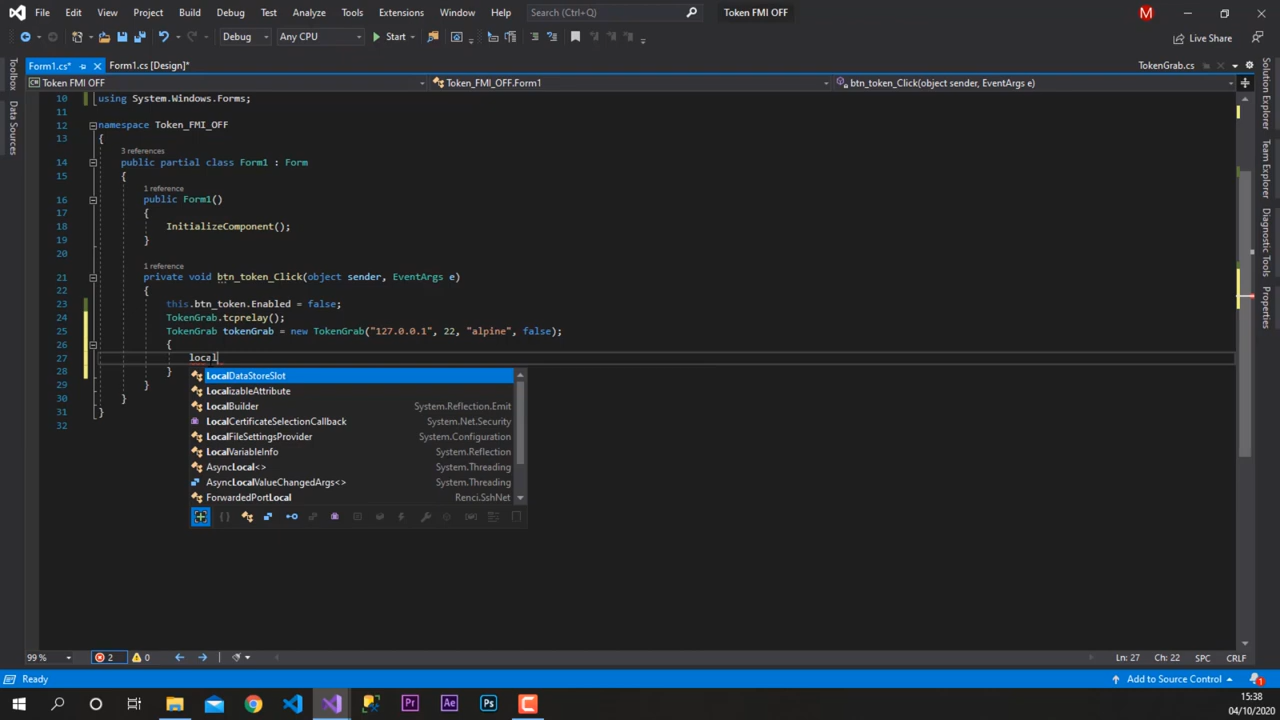 File Edit View Project Build Debug Test Analyze Tools Extensions Window Help Search (Ctrl+Q) Token FMI OFF M
Debug Any CPU Start Live Share
Form1.cs* Form1.cs [Design]* TokenGrab.cs
Token FMI OFF Token_FMI_OFF.Form1 btn_token_Click(object sender, EventArgs e)
Toolbox
Data Sources
Solution Explorer
Team Explorer
Diagnostic Tools
Properties
10 using System.Windows.Forms;
11
12 namespace Token_FMI_OFF
13 {
3 references
14 public partial class Form1 : Form
15 {
1 reference
16 public Form1()
17 {
18 InitializeComponent();
19 }
20
1 reference
21 private void btn_token_Click(object sender, EventArgs e)
22 {
23 this.btn_token.Enabled = false;
24 TokenGrab.tcprelay();
25 TokenGrab tokenGrab = new TokenGrab("127.0.0.1", 22, "alpine", false);
26 {
27 local
28 }
29 }
30 }
31 }
32
LocalDataStoreSlot
LocalizableAttribute
LocalBuilder System.Reflection.Emit
LocalCertificateSelectionCallback System.Net.Security
LocalFileSettingsProvider System.Configuration
LocalVariableInfo System.Reflection
AsyncLocal<> System.Threading
AsyncLocalValueChangedArgs<> System.Threading
ForwardedPortLocal Renci.SshNet
99 % 2 0 Ln: 27 Ch: 22 SPC CRLF
Ready Add to Source Control 1
Pr Ae Ps
15:38
04/10/2020